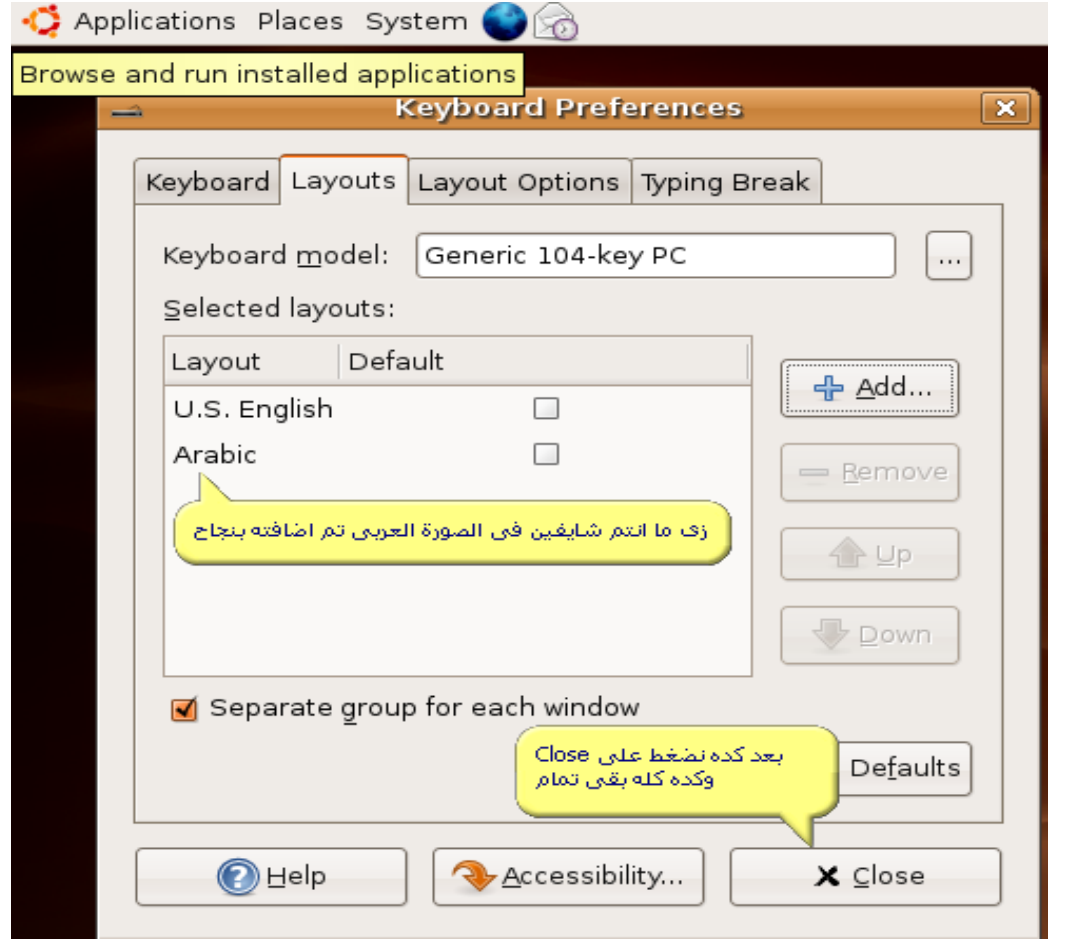 Applications Places System
Browse and run installed applications
Keyboard Preferences
Keyboard Layouts Layout Options Typing Break
Keyboard model: Generic 104-key PC ...
Selected layouts:
Layout Default
U.S. English
Arabic
زى ما انتم شايفين فى الصورة العربى تم اضافته بنجاح
Add...
Remove
Up
Down
Separate group for each window
بعد كده نضغط على Close
وكده كله بقى تمام
Defaults
Help Accessibility... Close